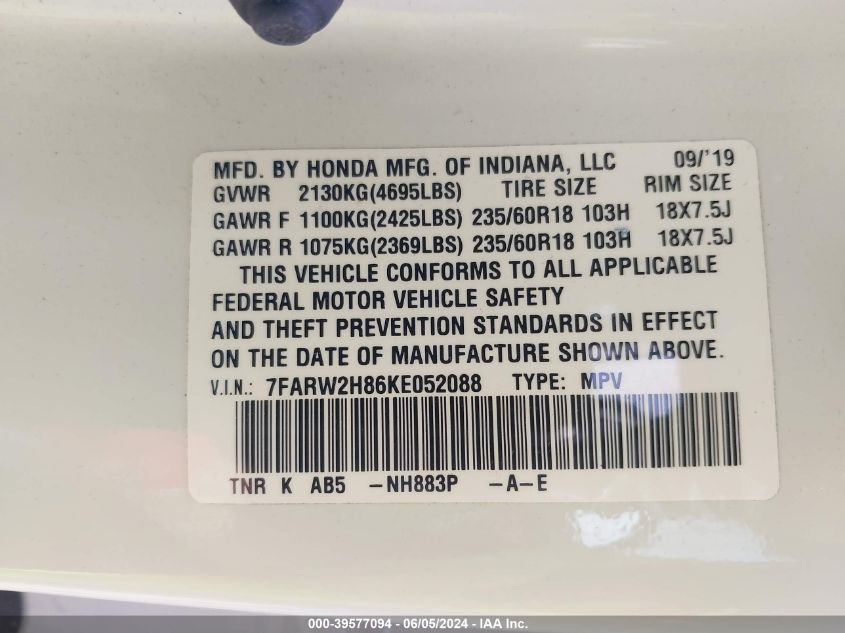 MFD. BY HONDA MFG. OF INDIANA, LLC 09/'19
GVWR 2130KG(4695LBS) TIRE SIZE RIM SIZE
GAWR F 1100KG(2425LBS) 235/60R18 103H 18X7.5J
GAWR R 1075KG(2369LBS) 235/60R18 103H 18X7.5J
THIS VEHICLE CONFORMS TO ALL APPLICABLE
FEDERAL MOTOR VEHICLE SAFETY
AND THEFT PREVENTION STANDARDS IN EFFECT
ON THE DATE OF MANUFACTURE SHOWN ABOVE.
V.I.N.: 7FARW2H86KE052088 TYPE: MPV
TNR K AB5 -NH883P -A-E
000-39577094 - 06/05/2024 - IAA Inc.